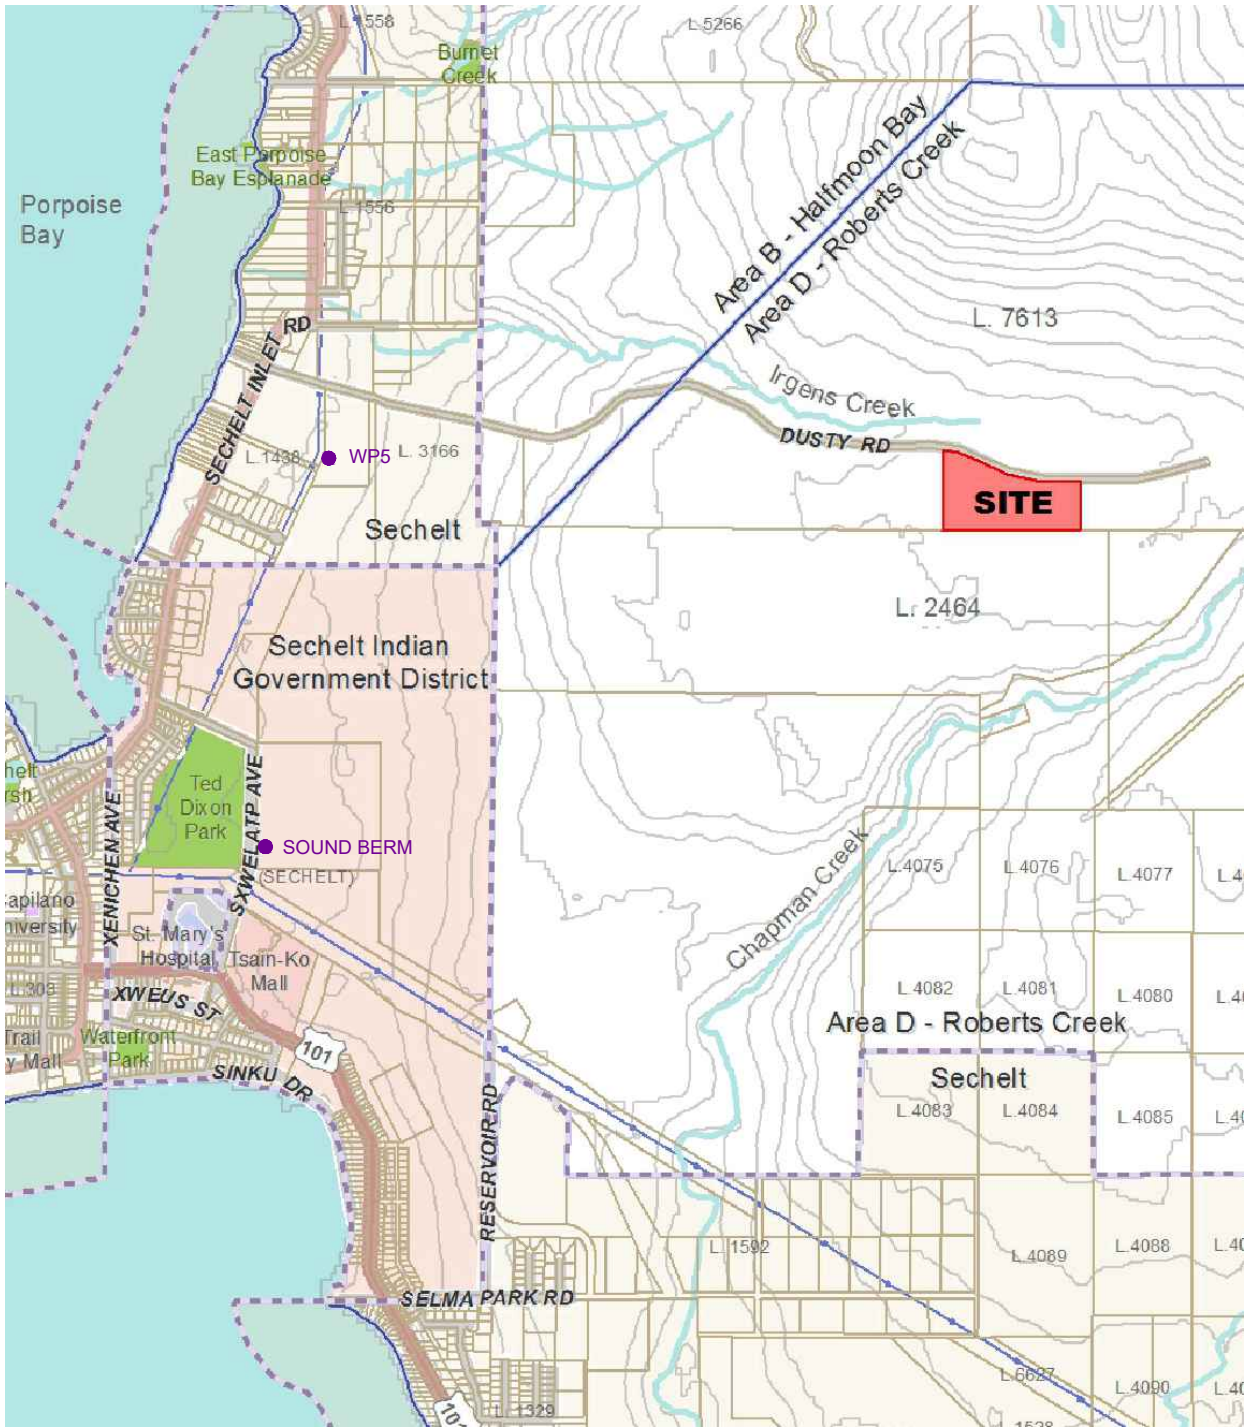 L. 1558
L 5266
Burnet
Creek
East Porpoise
Bay Esplanade
Porpoise
Bay
L. 1556
Area B - Halfmoon Bay
Area D - Roberts Creek
SECHELT INLET RD
L. 7613
Irgens Creek
DUSTY RD
L.1438
WP5
L. 3166
SITE
Sechelt
L. 2464
Sechelt Indian
Government District
Ted
Dixon
Park
XENICHEN AVE
SXWELATP AVE
SOUND BERM
(SECHELT)
Chapman Creek
L.4075
L.4076
L.4077
St. Mary's
Hospital
Tsain-Ko
Mall
L 308
XWEUS ST
Waterfront
Park
101
SINKU DR
L 4082
L.4081
L.4080
Area D - Roberts Creek
Sechelt
L.4083
L.4084
L.4085
RESERVOIR RD
L. 1592
L.4089
L.4088
SELMA PARK RD
L.6627
L.4090
L. 1329
L.1528